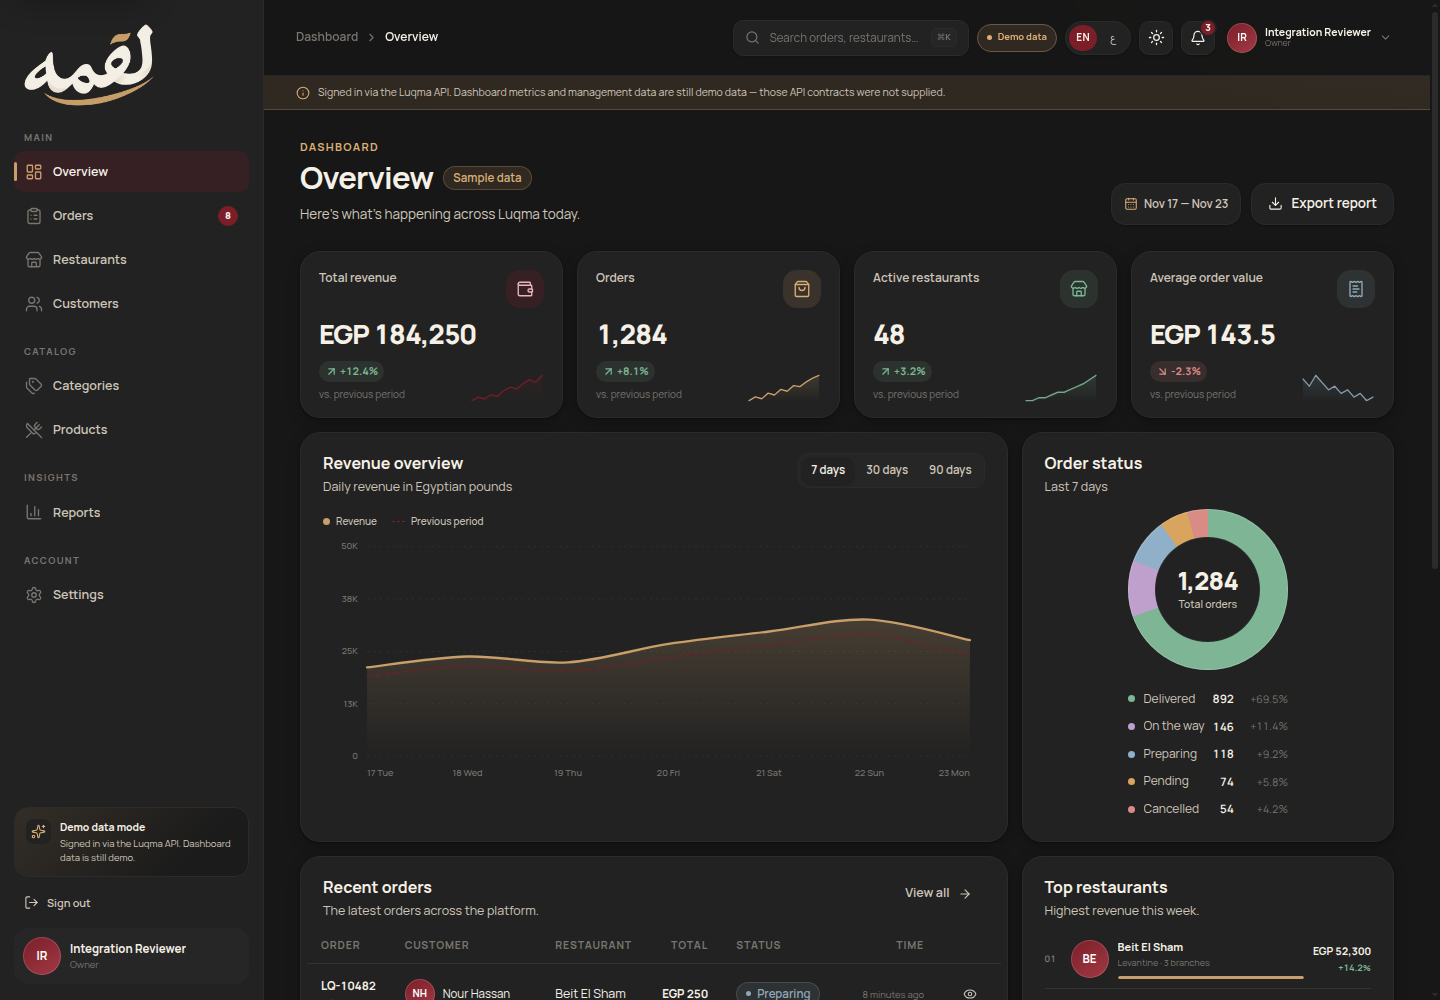 لقمه
MAIN
Overview
Orders 8
Restaurants
Customers
CATALOG
Categories
Products
INSIGHTS
Reports
ACCOUNT
Settings
Demo data mode
Signed in via the Luqma API. Dashboard
data is still demo.
Sign out
IR Integration Reviewer
Owner
Dashboard Overview
Search orders, restaurants... ⌘K
Demo data
EN ع
3
IR Integration Reviewer
Owner
Signed in via the Luqma API. Dashboard metrics and management data are still demo data — those API contracts were not supplied.
DASHBOARD
Overview Sample data
Here's what's happening across Luqma today.
Nov 17 — Nov 23
Export report
Total revenue
EGP 184,250
+12.4%
vs. previous period
Orders
1,284
+8.1%
vs. previous period
Active restaurants
48
+3.2%
vs. previous period
Average order value
EGP 143.5
-2.3%
vs. previous period
Revenue overview
Daily revenue in Egyptian pounds
7 days 30 days 90 days
Revenue Previous period
50K
38K
25K
13K
0
17 Tue 18 Wed 19 Thu 20 Fri 21 Sat 22 Sun 23 Mon
Order status
Last 7 days
1,284
Total orders
Delivered 892 +69.5%
On the way 146 +11.4%
Preparing 118 +9.2%
Pending 74 +5.8%
Cancelled 54 +4.2%
Recent orders
The latest orders across the platform.
View all
ORDER CUSTOMER RESTAURANT TOTAL STATUS TIME
LQ-10482 NH Nour Hassan Beit El Sham EGP 250 Preparing 8 minutes ago
Top restaurants
Highest revenue this week.
01 BE Beit El Sham EGP 52,300
Levantine · 3 branches +14.2%